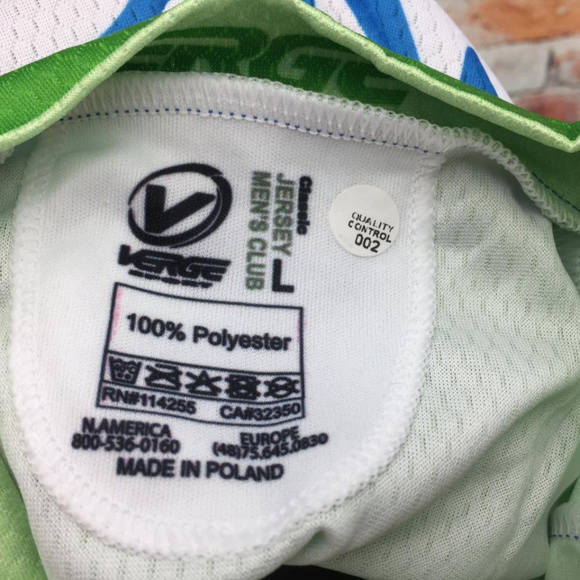 VERGE
VERGE
SPORT
Classic
JERSEY
MEN'S CLUB
L
QUALITY
CONTROL
002
100% Polyester
RN#114255 CA#32350
N.AMERICA EUROPE
800-536-0160 (48)75.645.0830
MADE IN POLAND